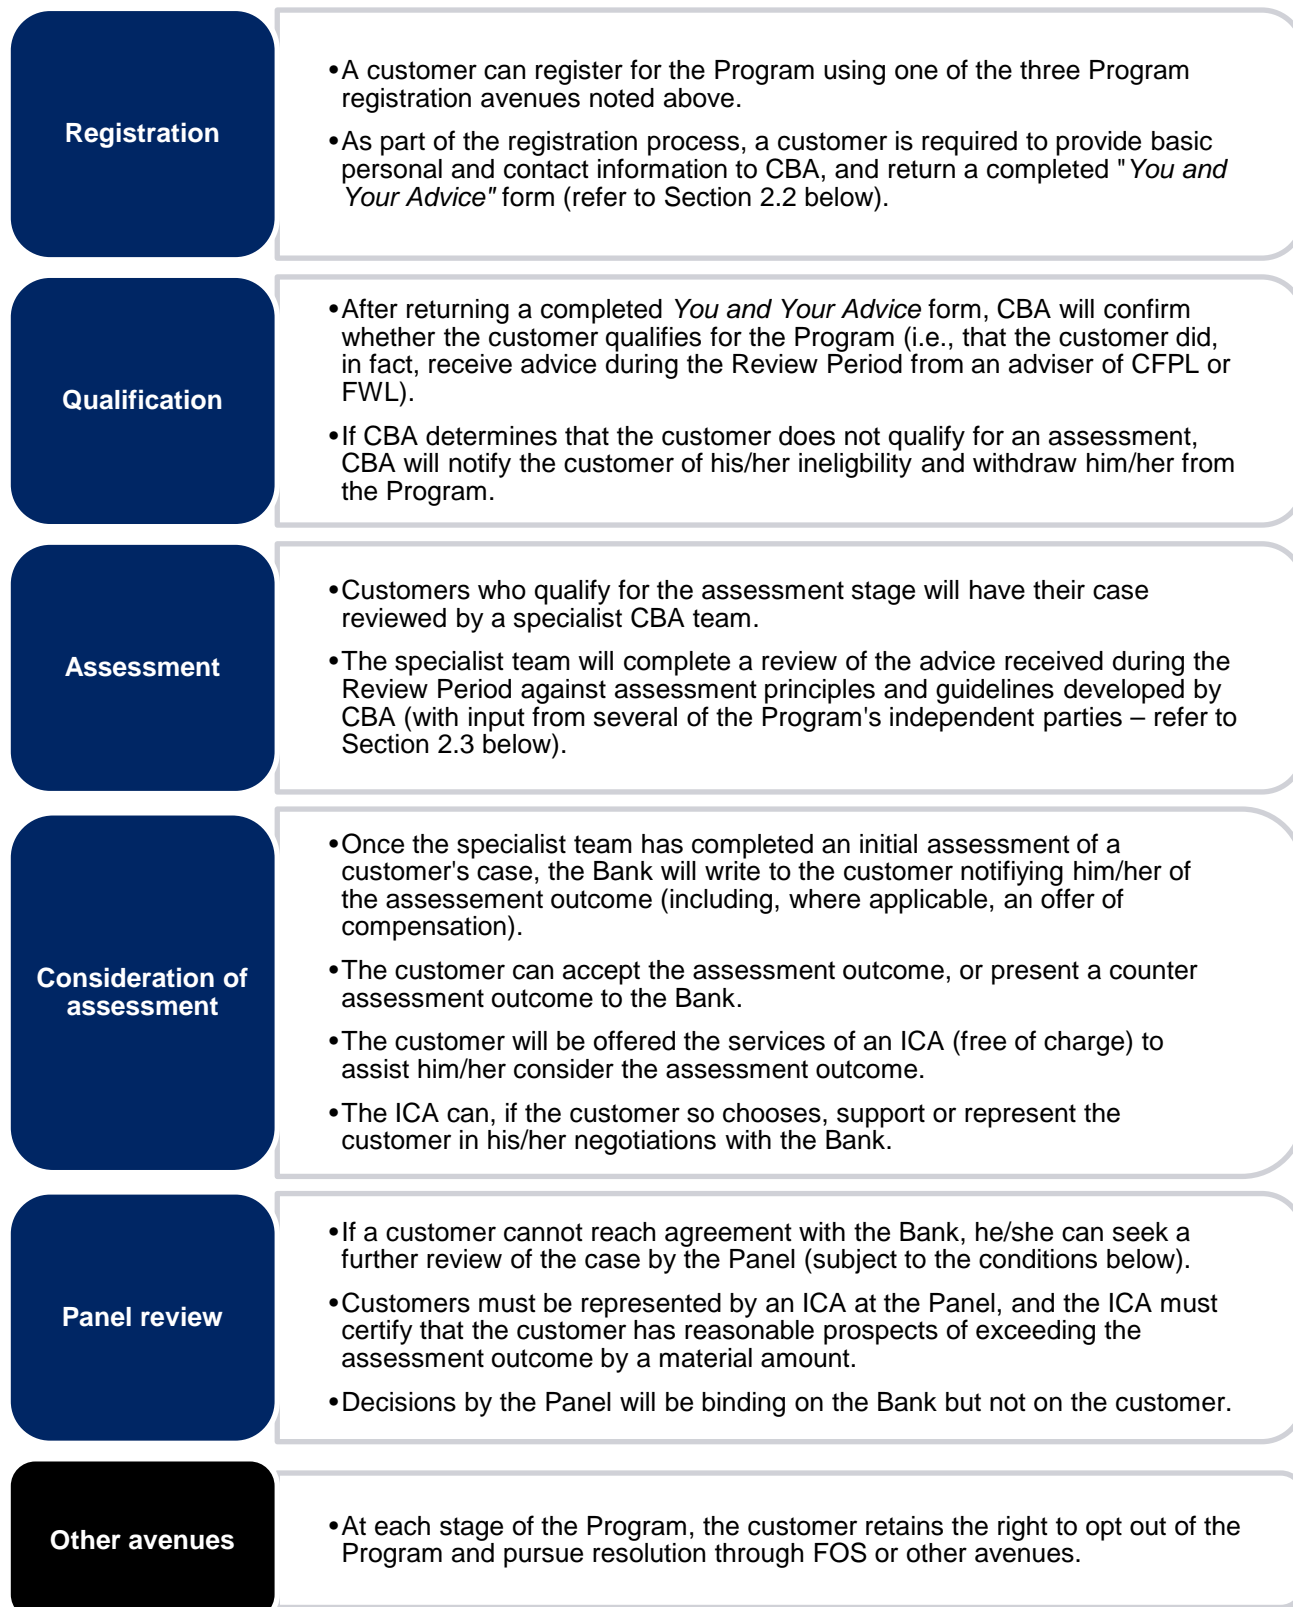 Registration
•A customer can register for the Program using one of the three Program
registration avenues noted above.
•As part of the registration process, a customer is required to provide basic
personal and contact information to CBA, and return a completed "You and
Your Advice" form (refer to Section 2.2 below).
Qualification
•After returning a completed You and Your Advice form, CBA will confirm
whether the customer qualifies for the Program (i.e., that the customer did,
in fact, receive advice during the Review Period from an adviser of CFPL or
FWL).
•If CBA determines that the customer does not qualify for an assessment,
CBA will notify the customer of his/her ineligbility and withdraw him/her from
the Program.
Assessment
•Customers who qualify for the assessment stage will have their case
reviewed by a specialist CBA team.
•The specialist team will complete a review of the advice received during the
Review Period against assessment principles and guidelines developed by
CBA (with input from several of the Program's independent parties – refer to
Section 2.3 below).
Consideration of
assessment
•Once the specialist team has completed an initial assessment of a
customer's case, the Bank will write to the customer notifiying him/her of
the assessement outcome (including, where applicable, an offer of
compensation).
•The customer can accept the assessment outcome, or present a counter
assessment outcome to the Bank.
•The customer will be offered the services of an ICA (free of charge) to
assist him/her consider the assessment outcome.
•The ICA can, if the customer so chooses, support or represent the
customer in his/her negotiations with the Bank.
Panel review
•If a customer cannot reach agreement with the Bank, he/she can seek a
further review of the case by the Panel (subject to the conditions below).
•Customers must be represented by an ICA at the Panel, and the ICA must
certify that the customer has reasonable prospects of exceeding the
assessment outcome by a material amount.
•Decisions by the Panel will be binding on the Bank but not on the customer.
Other avenues
•At each stage of the Program, the customer retains the right to opt out of the
Program and pursue resolution through FOS or other avenues.